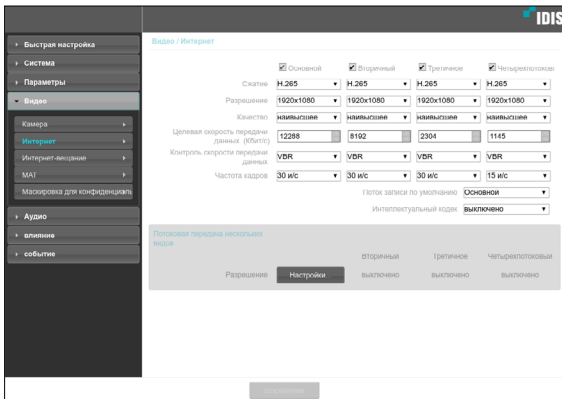 IDIS
Быстрая настройка
Система
Параметры
Видео
Камера
Интернет
Интернет-вещание
MAT
Маскировка для конфиденциаль
Аудио
влияние
событие
Видео / Интернет
Основной Вторичный Третичное Четырехпотоков
Сжатие H.265 H.265 H.265 H.265
Разрешение 1920x1080 1920x1080 1920x1080 1920x1080
Качество наивысшее наивысшее наивысшее наивысшее
Целевая скорость передачи данных (Кбит/с) 12288 8192 2304 1145
Контроль скорости передачи данных VBR VBR VBR VBR
Частота кадров 30 и/с 30 и/с 30 и/с 15 и/с
Поток записи по умолчанию Основной
Интеллектуальный кодек выключено
Потоковая передача нескольких видов
Вторичный Третичное Четырехпотоковый
Разрешение Настройки выключено выключено выключено